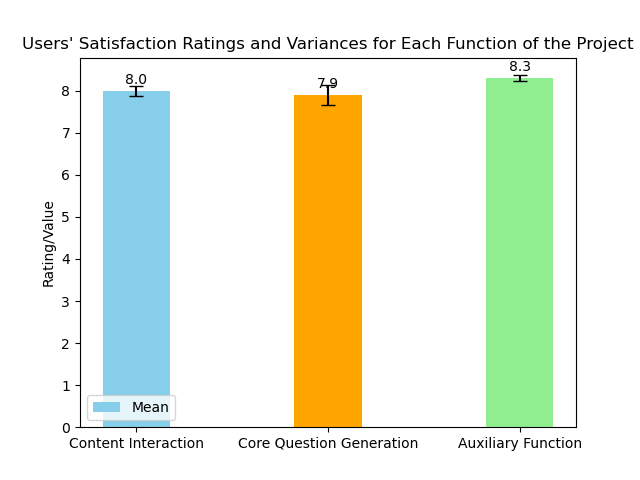 Users' Satisfaction Ratings and Variances for Each Function of the Project
8.0
7.9
8.3
8
7
6
5
4
3
2
1
0
Rating/Value
Mean
Content Interaction
Core Question Generation
Auxiliary Function